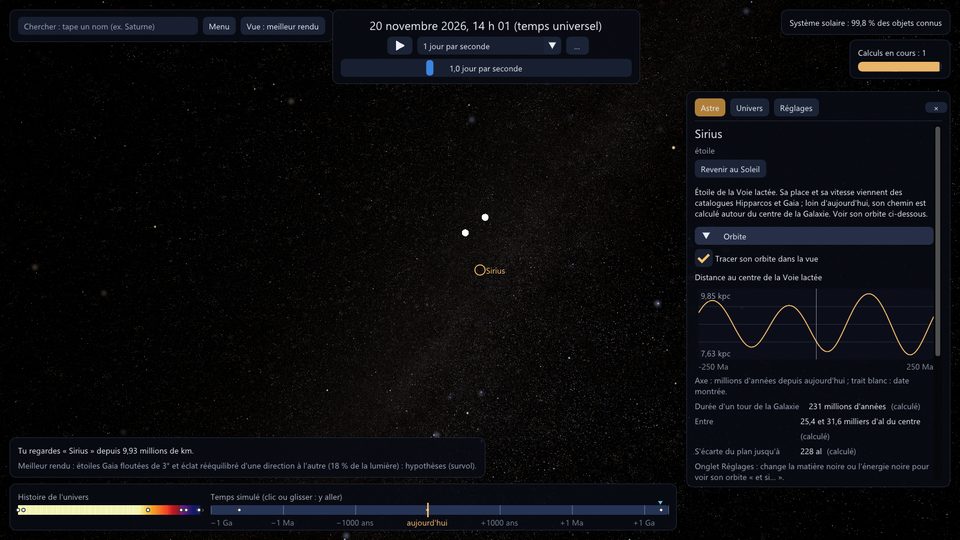 Chercher : tape un nom (ex. Saturne)
Menu
Vue : meilleur rendu
20 novembre 2026, 14 h 01 (temps universel)
1 jour par seconde
...
1,0 jour par seconde
Système solaire : 99,8 % des objets connus
Calculs en cours : 1
Astre
Univers
Réglages
×
Sirius
étoile
Revenir au Soleil
Étoile de la Voie lactée. Sa place et sa vitesse viennent des
catalogues Hipparcos et Gaia ; loin d'aujourd'hui, son chemin est
calculé autour du centre de la Galaxie. Voir son orbite ci-dessous.
Orbite
Tracer son orbite dans la vue
Distance au centre de la Voie lactée
9,85 kpc
7,63 kpc
-250 Ma
250 Ma
Axe : millions d'années depuis aujourd'hui ; trait blanc : date
montrée.
Durée d'un tour de la Galaxie 231 millions d'années (calculé)
Entre 25,4 et 31,6 milliers d'al du centre
(calculé)
S'écarte du plan jusqu'à 228 al (calculé)
Onglet Réglages : change la matière noire ou l'énergie noire pour
voir son orbite « et si... ».
Sirius
Tu regardes « Sirius » depuis 9,93 millions de km.
Meilleur rendu : étoiles Gaia floutées de 3° et éclat rééquilibré d'une direction à l'autre (18 % de la lumière) : hypothèses (survol).
Histoire de l'univers
Temps simulé (clic ou glisser : y aller)
−1 Ga
−1 Ma
−1000 ans
aujourd'hui
+1000 ans
+1 Ma
+1 Ga